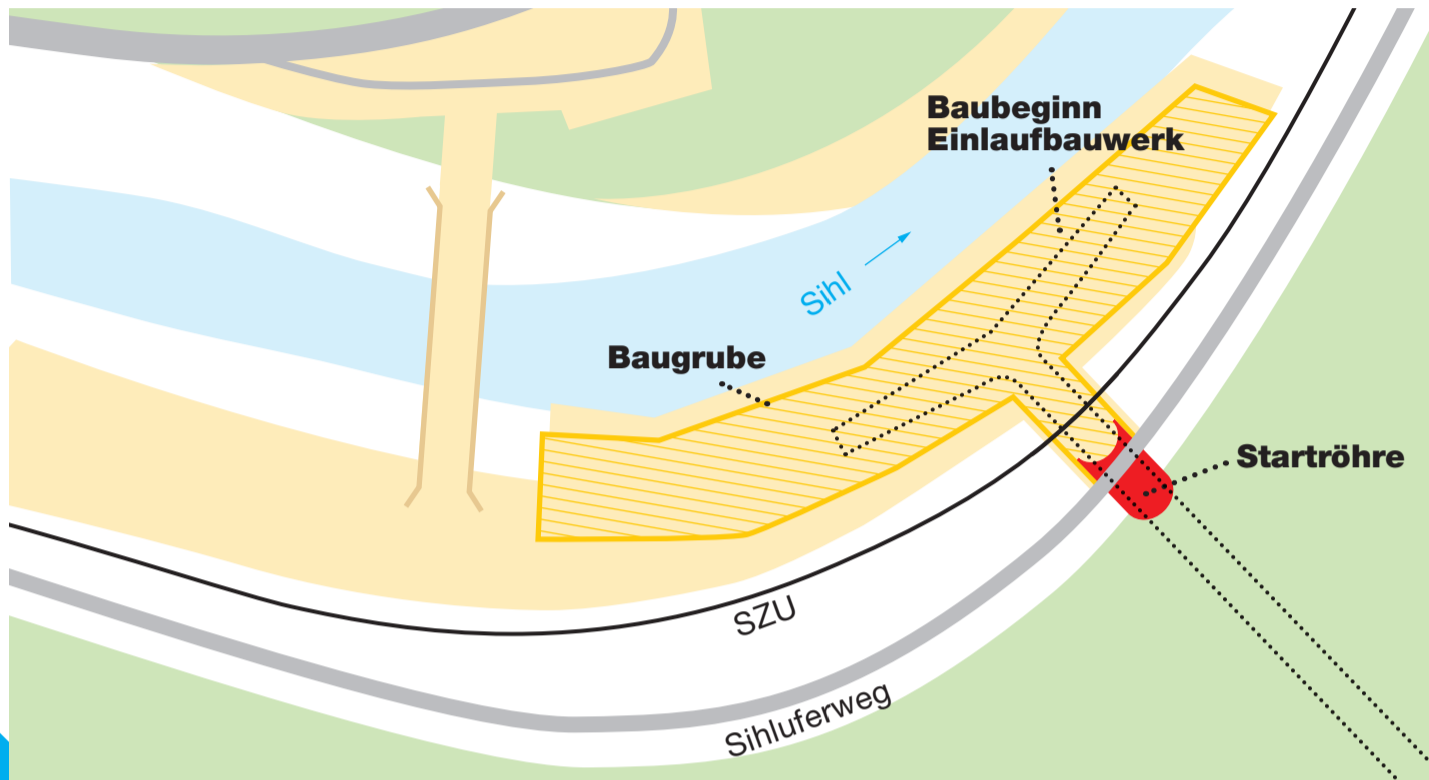 Baubeginn
Einlaufbauwerk
Sihl
Baugrube
Startröhre
SZU
Sihluferweg